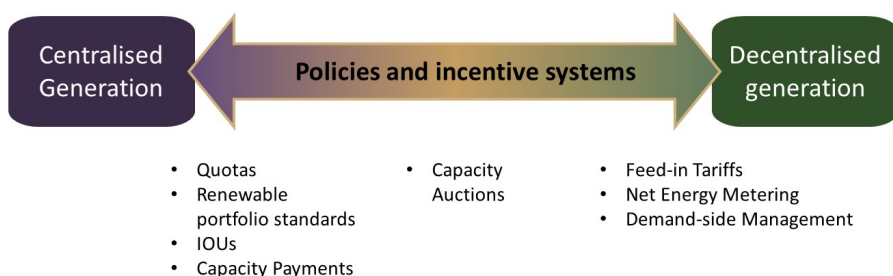 Centralised
Generation
Policies and incentive systems
Decentralised
generation
• Quotas
• Renewable
portfolio standards
• IOUs
• Capacity Payments
• Capacity
Auctions
• Feed-in Tariffs
• Net Energy Metering
• Demand-side Management